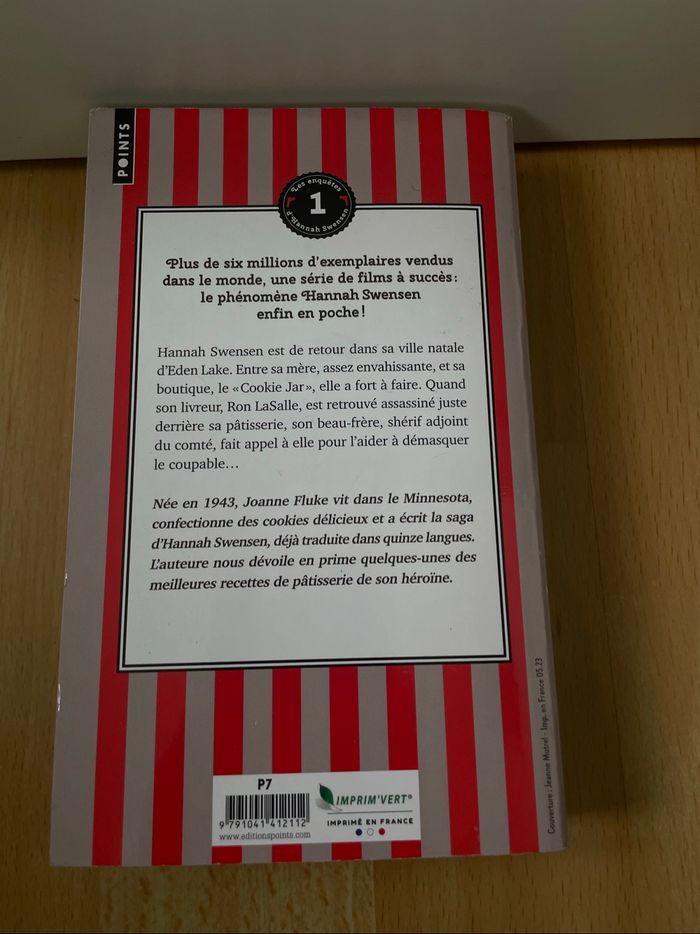 POINTS
Les enquêtes
1
d'Hannah Swensen
Plus de six millions d'exemplaires vendus
dans le monde, une série de films à succès :
le phénomène Hannah Swensen
enfin en poche !
Hannah Swensen est de retour dans sa ville natale
d'Eden Lake. Entre sa mère, assez envahissante, et sa
boutique, le « Cookie Jar », elle a fort à faire. Quand
son livreur, Ron LaSalle, est retrouvé assassiné juste
derrière sa pâtisserie, son beau-frère, shérif adjoint
du comté, fait appel à elle pour l'aider à démasquer
le coupable…
Née en 1943, Joanne Fluke vit dans le Minnesota,
confectionne des cookies délicieux et a écrit la saga
d'Hannah Swensen, déjà traduite dans quinze langues.
L'auteure nous dévoile en prime quelques-unes des
meilleures recettes de pâtisserie de son héroïne.
Couverture : Jeanne Mutrel - Imp. en France 05.23
P7
9 791041 412112
www.editionspoints.com
IMPRIM'VERT®
IMPRIMÉ EN FRANCE